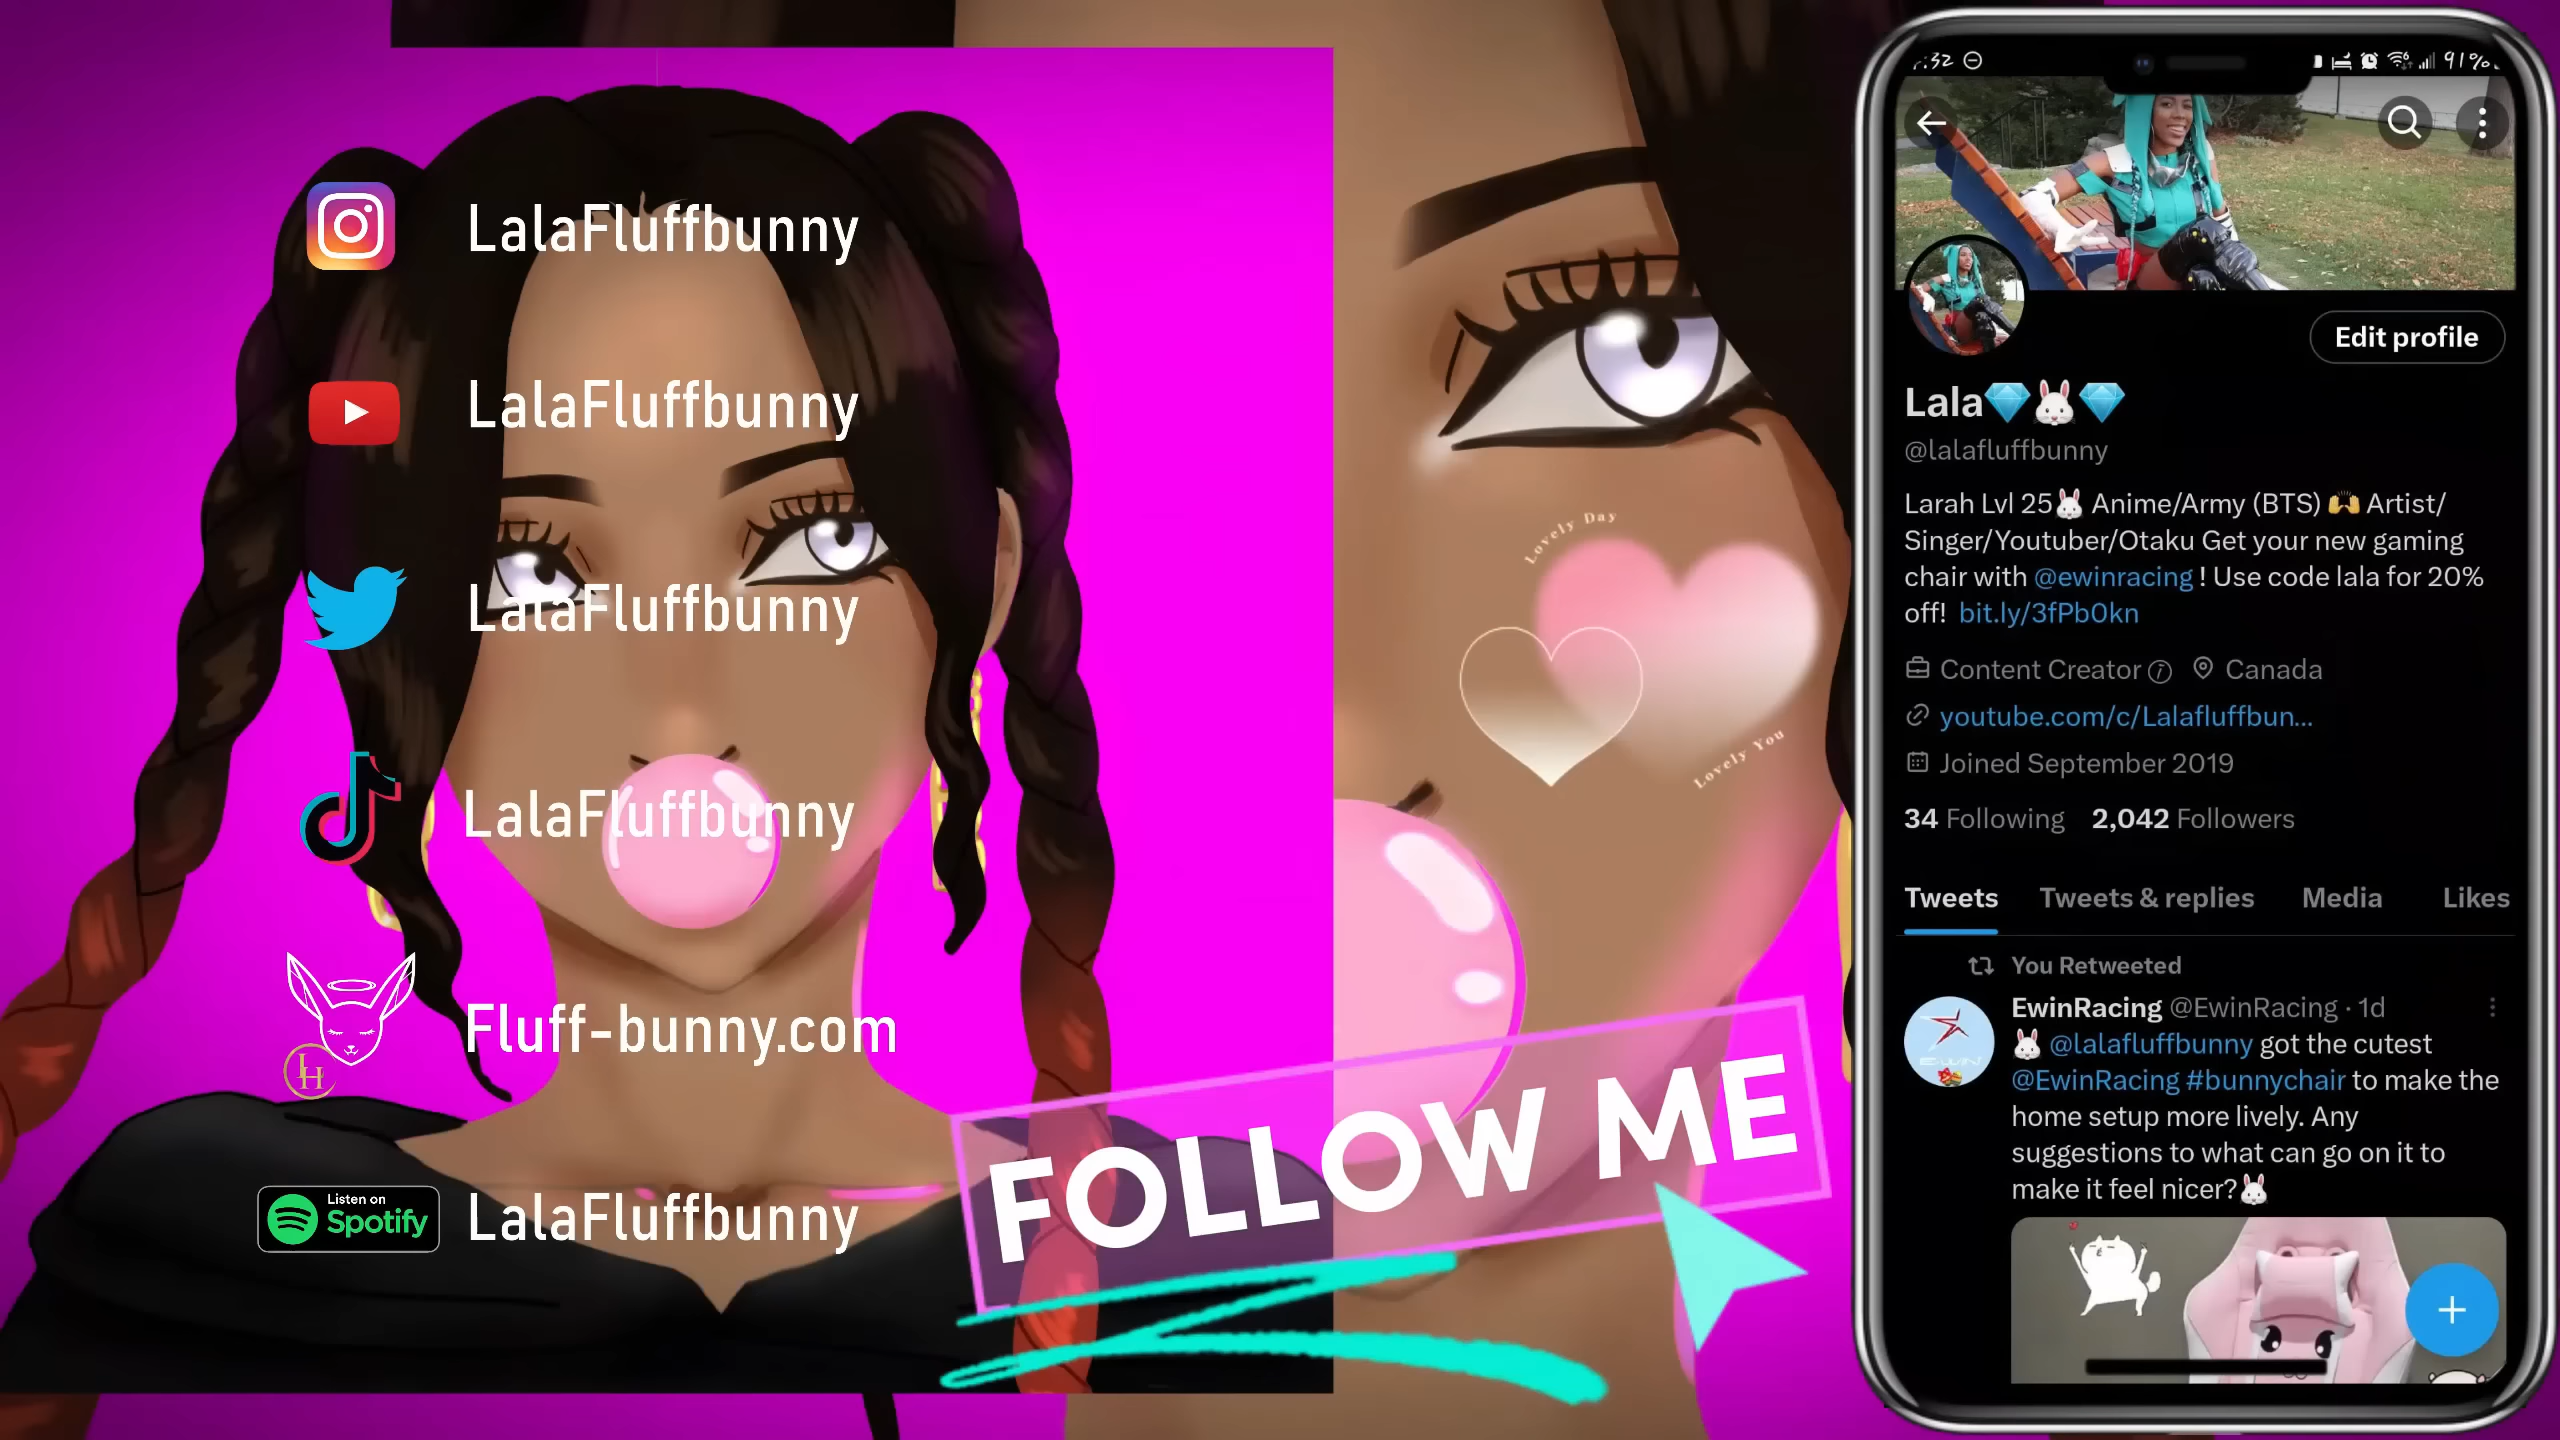 LalaFluffbunny
LalaFluffbunny
LalaFluffbunny
LalaFluffbunny
Fluff-bunny.com
LH
Listen on
Spotify
LalaFluffbunny
Lovely Day
Lovely You
FOLLOW ME
:32
91%
Edit profile
Lala💎🐰💎
@lalafluffbunny
Larah Lvl 25🐰 Anime/Army (BTS) 🙌 Artist/
Singer/Youtuber/Otaku Get your new gaming
chair with @ewinracing ! Use code lala for 20%
off! bit.ly/3fPb0kn
Content Creator Canada
youtube.com/c/Lalafluffbun...
Joined September 2019
34 Following 2,042 Followers
Tweets Tweets & replies Media Likes
You Retweeted
EwinRacing @EwinRacing · 1d
🐰 @lalafluffbunny got the cutest
@EwinRacing #bunnychair to make the
home setup more lively. Any
suggestions to what can go on it to
make it feel nicer?🐰